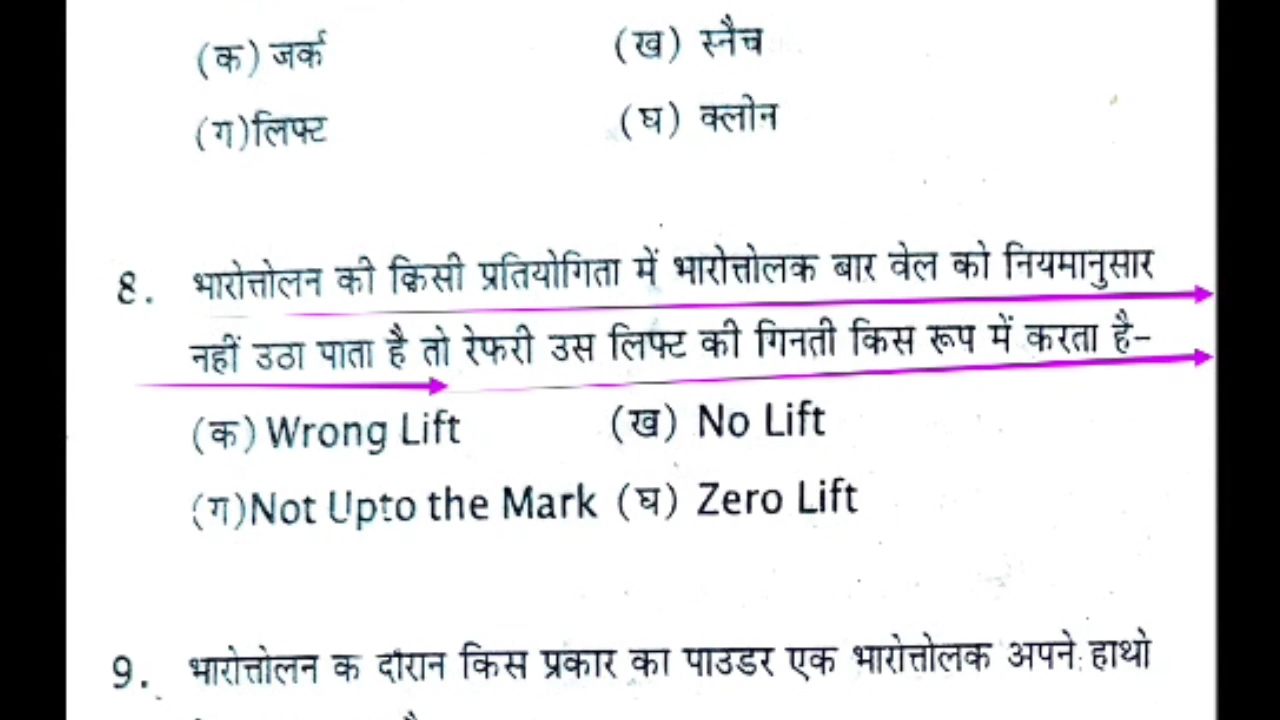 (क) जर्क (ख) स्नैच
(ग)लिफ्ट (घ) क्लोन
8. भारोत्तोलन की किसी प्रतियोगिता में भारोत्तोलक बार वेल को नियमानुसार
नहीं उठा पाता है तो रेफरी उस लिफ्ट की गिनती किस रूप में करता है-
(क) Wrong Lift (ख) No Lift
(ग)Not Upto the Mark (घ) Zero Lift
9. भारोत्तोलन क दौरान किस प्रकार का पाउडर एक भारोत्तोलक अपने हाथो